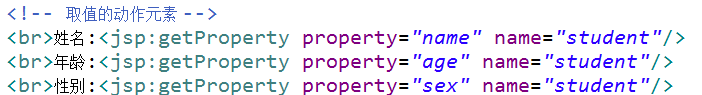 <!-- 取值的动作元素 -->
<br>姓名:<jsp:getProperty property="name" name="student"/>
<br>年龄:<jsp:getProperty property="age" name="student"/>
<br>性别:<jsp:getProperty property="sex" name="student"/>